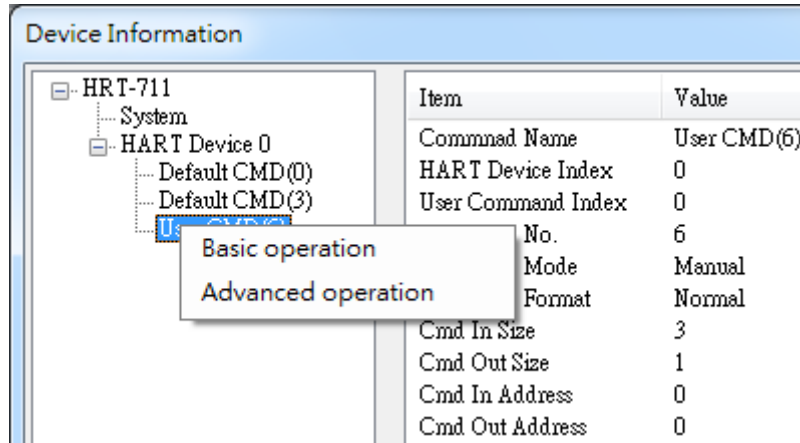 Device Information
HRT-711
System
HART Device 0
Default CMD(0)
Default CMD(3)
Basic operation
Advanced operation
Item Value
Commnad Name User CMD(6)
HART Device Index 0
User Command Index 0
No. 6
Mode Manual
Format Normal
Cmd In Size 3
Cmd Out Size 1
Cmd In Address 0
Cmd Out Address 0